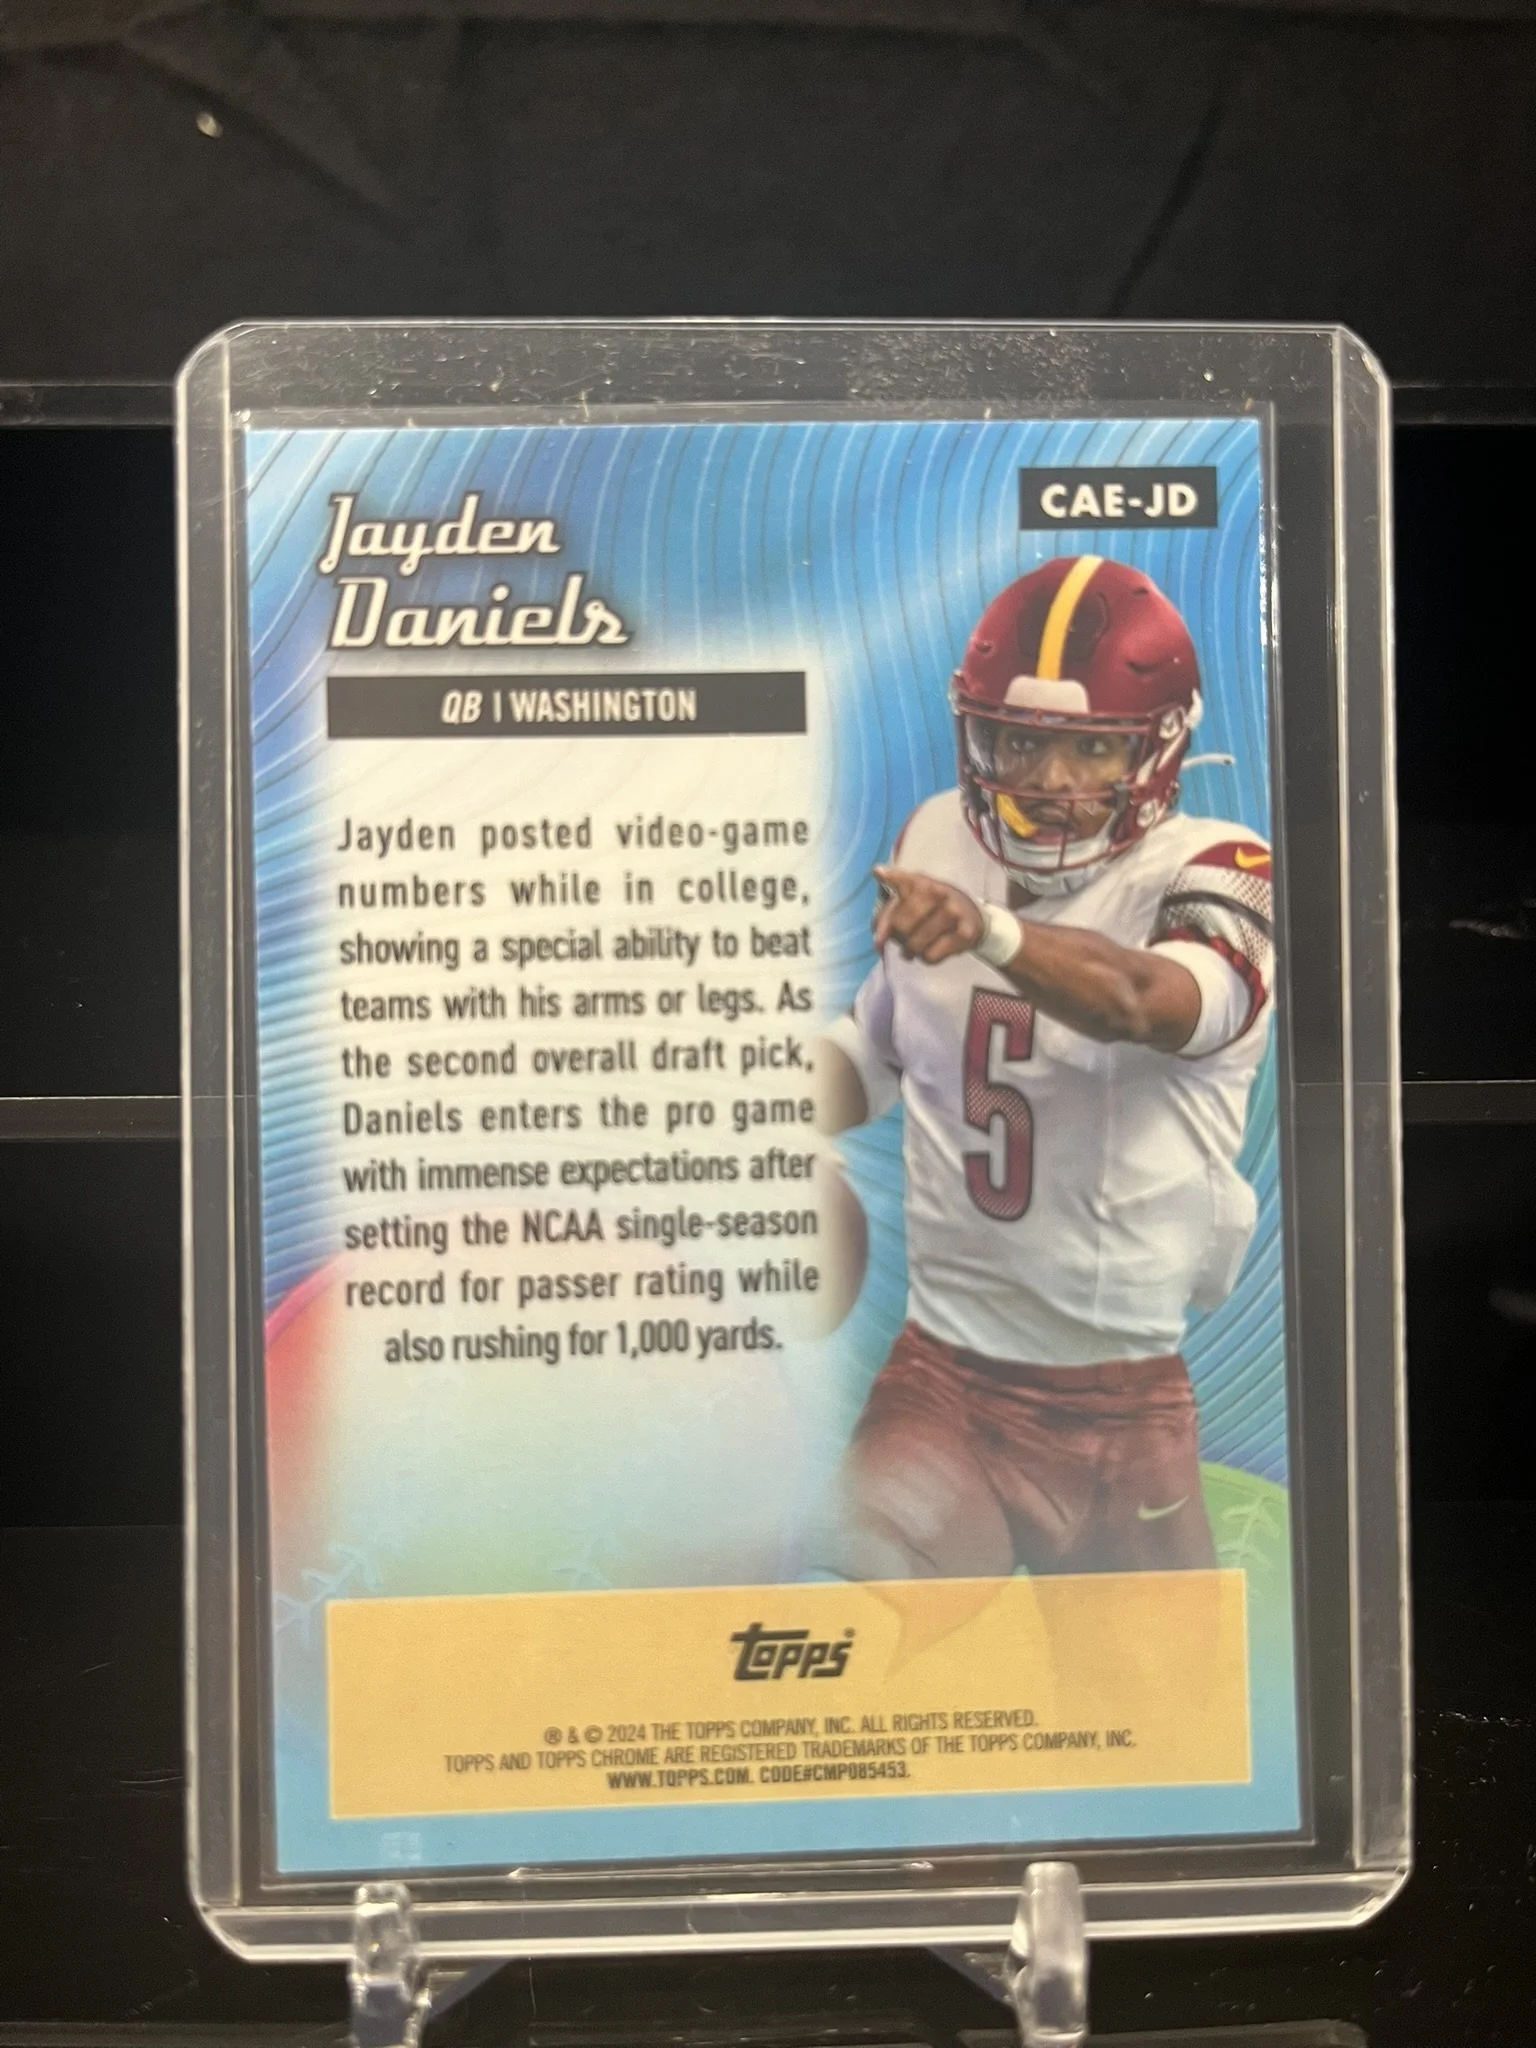 Jayden
Daniels
CAE-JD
QB | WASHINGTON
Jayden posted video-game
numbers while in college,
showing a special ability to beat
teams with his arms or legs. As
the second overall draft pick,
Daniels enters the pro game
with immense expectations after
setting the NCAA single-season
record for passer rating while
also rushing for 1,000 yards.
5
Topps®
® & © 2024 THE TOPPS COMPANY, INC. ALL RIGHTS RESERVED.
TOPPS AND TOPPS CHROME ARE REGISTERED TRADEMARKS OF THE TOPPS COMPANY, INC.
WWW.TOPPS.COM. CODE#CMP085453.